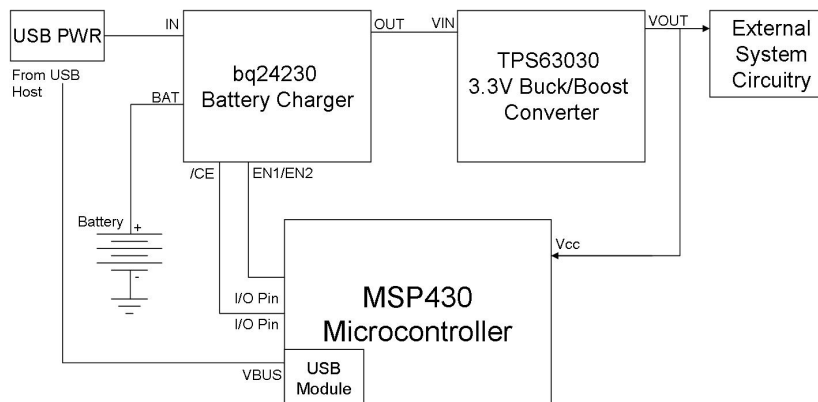 USB PWR
IN
bq24230
Battery Charger
OUT
VIN
TPS63030
3.3V Buck/Boost
Converter
VOUT
External
System
Circuitry
From USB
Host
BAT
/CE
EN1/EN2
Battery
+
-
Vcc
MSP430
Microcontroller
I/O Pin
I/O Pin
VBUS
USB
Module